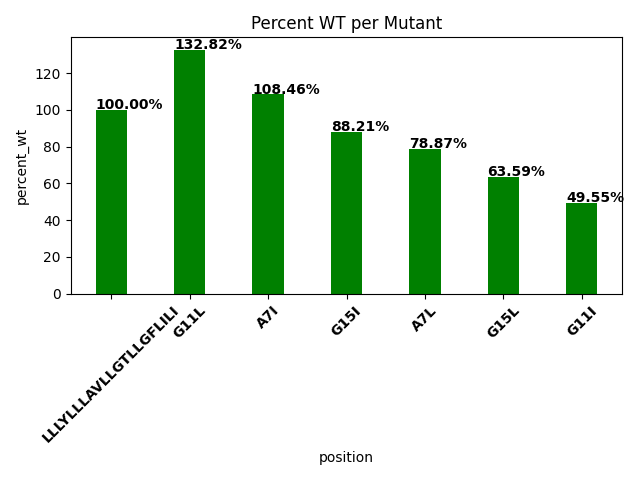 Percent WT per Mutant
percent_wt
120
100
80
60
40
20
0
100.00%
132.82%
108.46%
88.21%
78.87%
63.59%
49.55%
LLLYLLLAVLLGTLLGFLILI
G11L
A7I
G15I
A7L
G15L
G11I
position